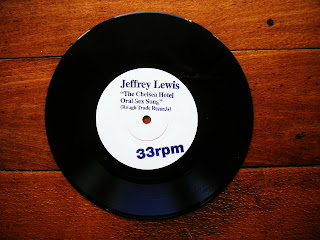 Jeffrey Lewis
"The Chelsea Hotel
Oral Sex Song"
(Rough Trade Records)
33rpm